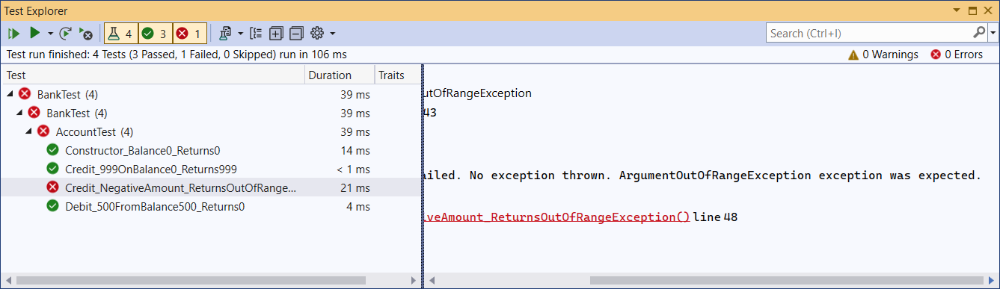 Test Explorer
4 3 1 Search (Ctrl+I)
Test run finished: 4 Tests (3 Passed, 1 Failed, 0 Skipped) run in 106 ms 0 Warnings 0 Errors
Test Duration Traits
BankTest (4) 39 ms
BankTest (4) 39 ms
AccountTest (4) 39 ms
Constructor_Balance0_Returns0 14 ms
Credit_999OnBalance0_Returns999 < 1 ms
Credit_NegativeAmount_ReturnsOutOfRange... 21 ms
Debit_500FromBalance500_Returns0 4 ms
utOfRangeException
43
ailed. No exception thrown. ArgumentOutOfRangeException exception was expected.
iveAmount_ReturnsOutOfRangeException() line 48